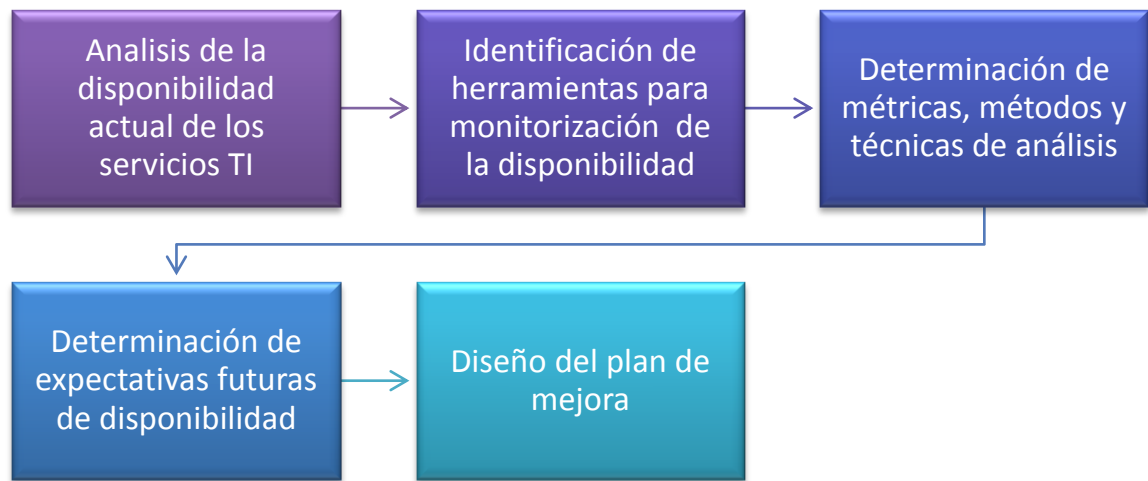 Analisis de la
disponibilidad
actual de los
servicios TI
Identificación de
herramientas para
monitorización de
la disponibilidad
Determinación de
métricas, métodos y
técnicas de análisis
Determinación de
expectativas futuras
de disponibilidad
Diseño del plan de
mejora